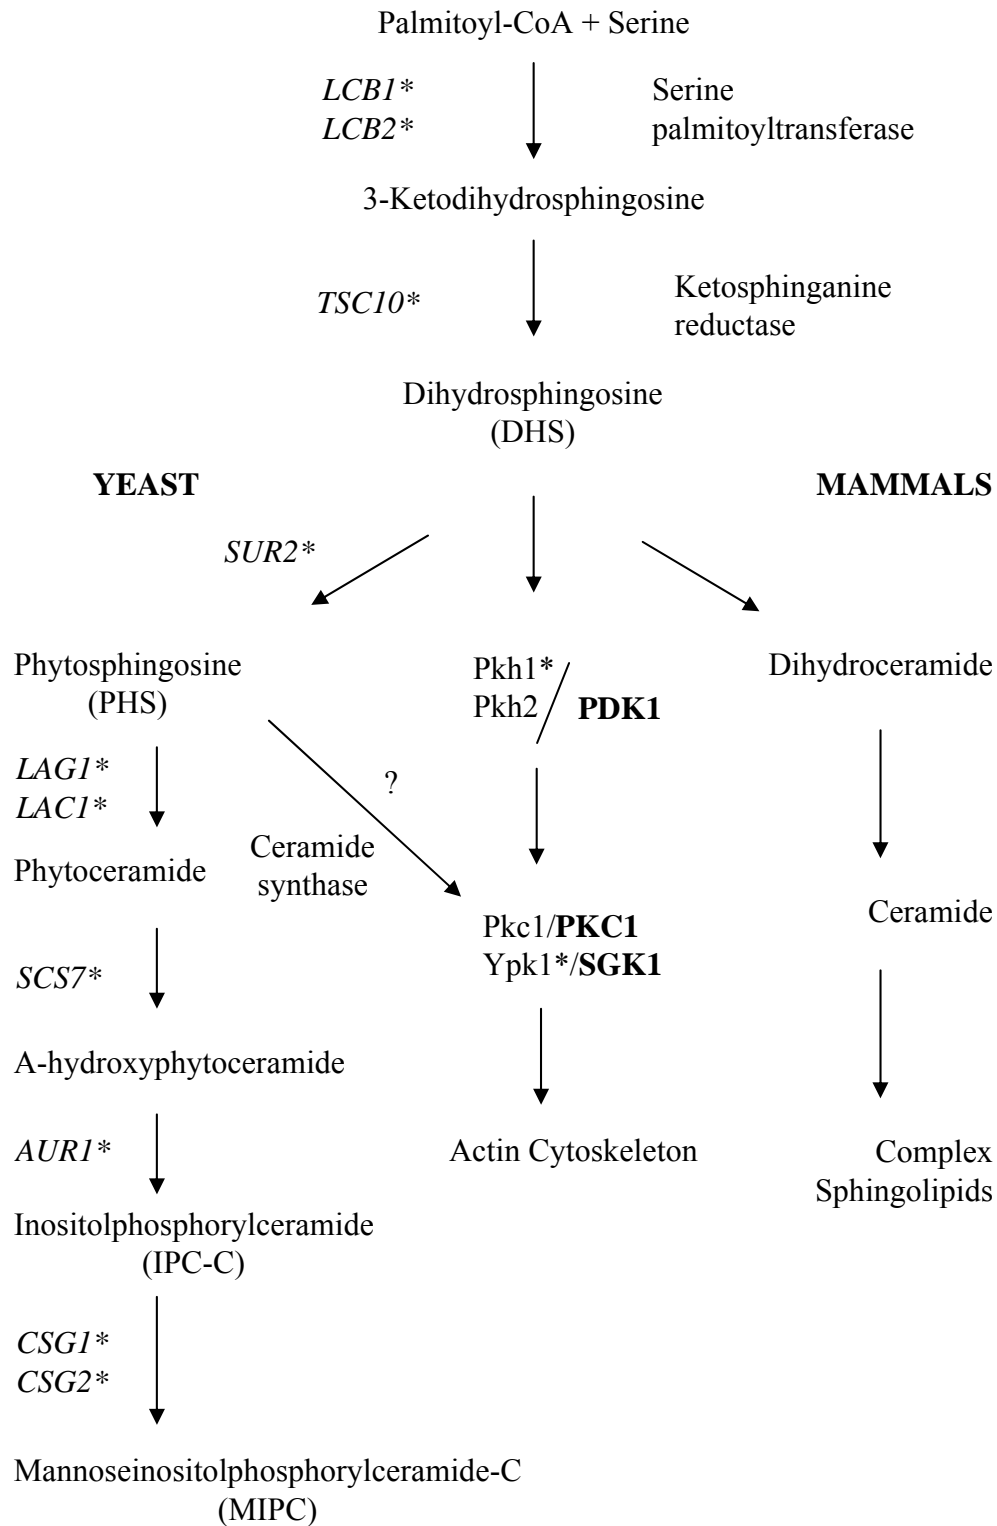 Palmitoyl-CoA + Serine
LCB1*
LCB2*
Serine
palmitoyltransferase
3-Ketodihydrosphingosine
TSC10*
Ketosphinganine
reductase
Dihydrosphingosine
(DHS)
YEAST
MAMMALS
SUR2*
Phytosphingosine
(PHS)
Pkh1*
Pkh2
PDK1
Dihydroceramide
LAG1*
LAC1*
?
Ceramide
synthase
Phytoceramide
Pkc1/PKC1
Ypk1*/SGK1
Ceramide
SCS7*
A-hydroxyphytoceramide
Actin Cytoskeleton
Complex
Sphingolipids
AUR1*
Inositolphosphorylceramide
(IPC-C)
CSG1*
CSG2*
Mannoseinositolphosphorylceramide-C
(MIPC)